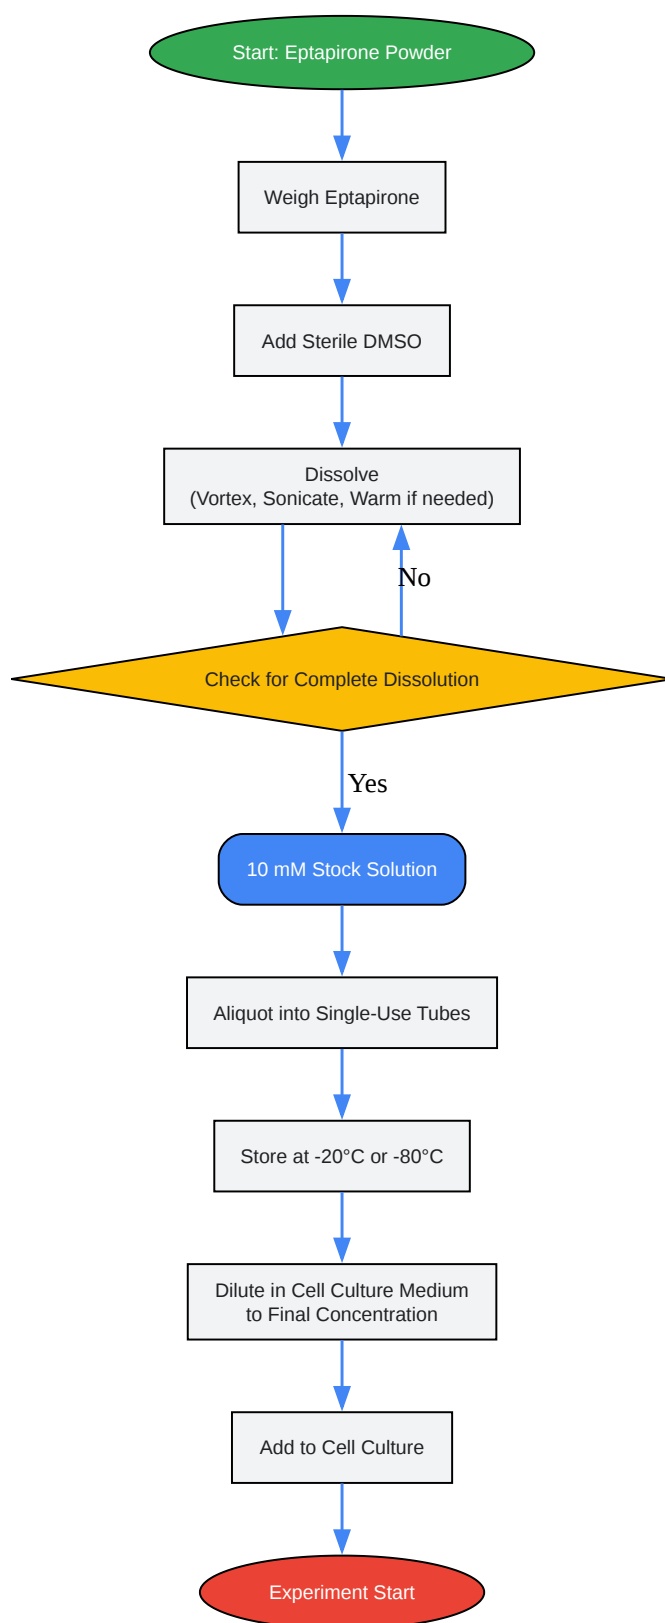 Start: Eptapirone Powder
Weigh Eptapirone
Add Sterile DMSO
Dissolve
(Vortex, Sonicate, Warm if needed)
No
Check for Complete Dissolution
Yes
10 mM Stock Solution
Aliquot into Single-Use Tubes
Store at -20°C or -80°C
Dilute in Cell Culture Medium
to Final Concentration
Add to Cell Culture
Experiment Start